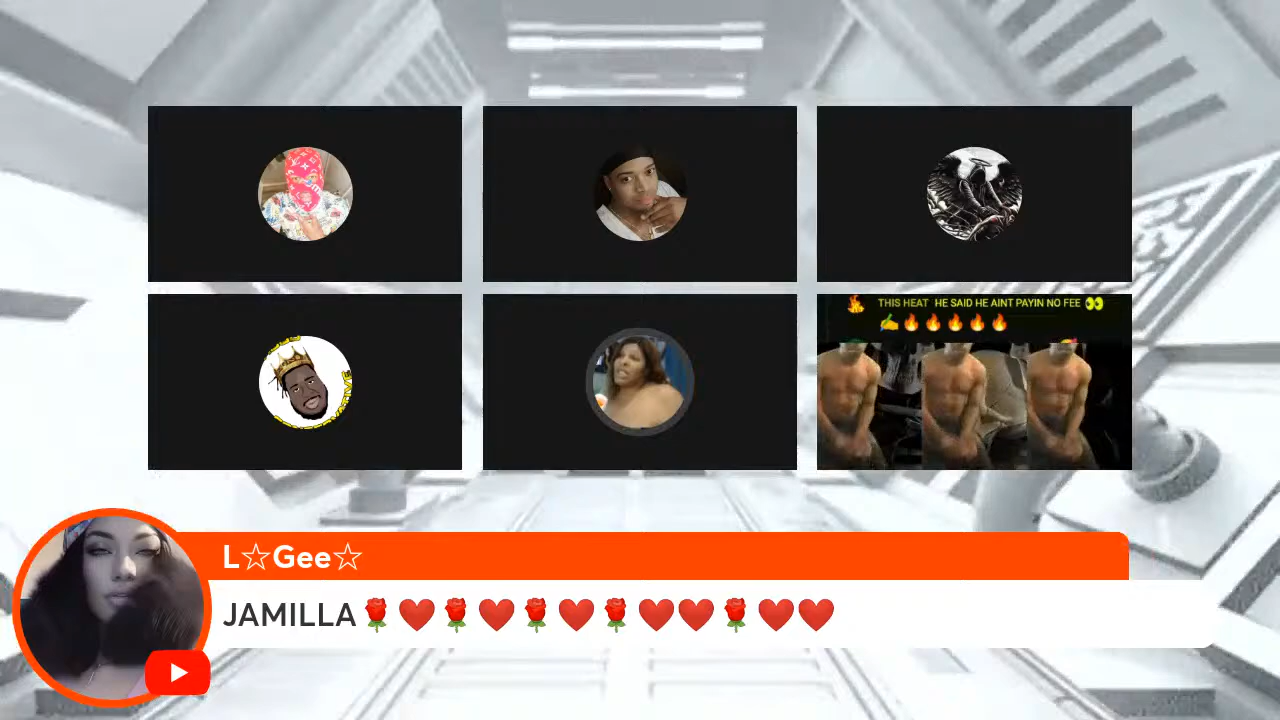 THIS HEAT HE SAID HE AINT PAYIN NO FEE 👀
✍🔥🔥🔥🔥🔥
L☆Gee☆
JAMILLA🌹❤️🌹❤️🌹❤️🌹❤️❤️🌹❤️❤️